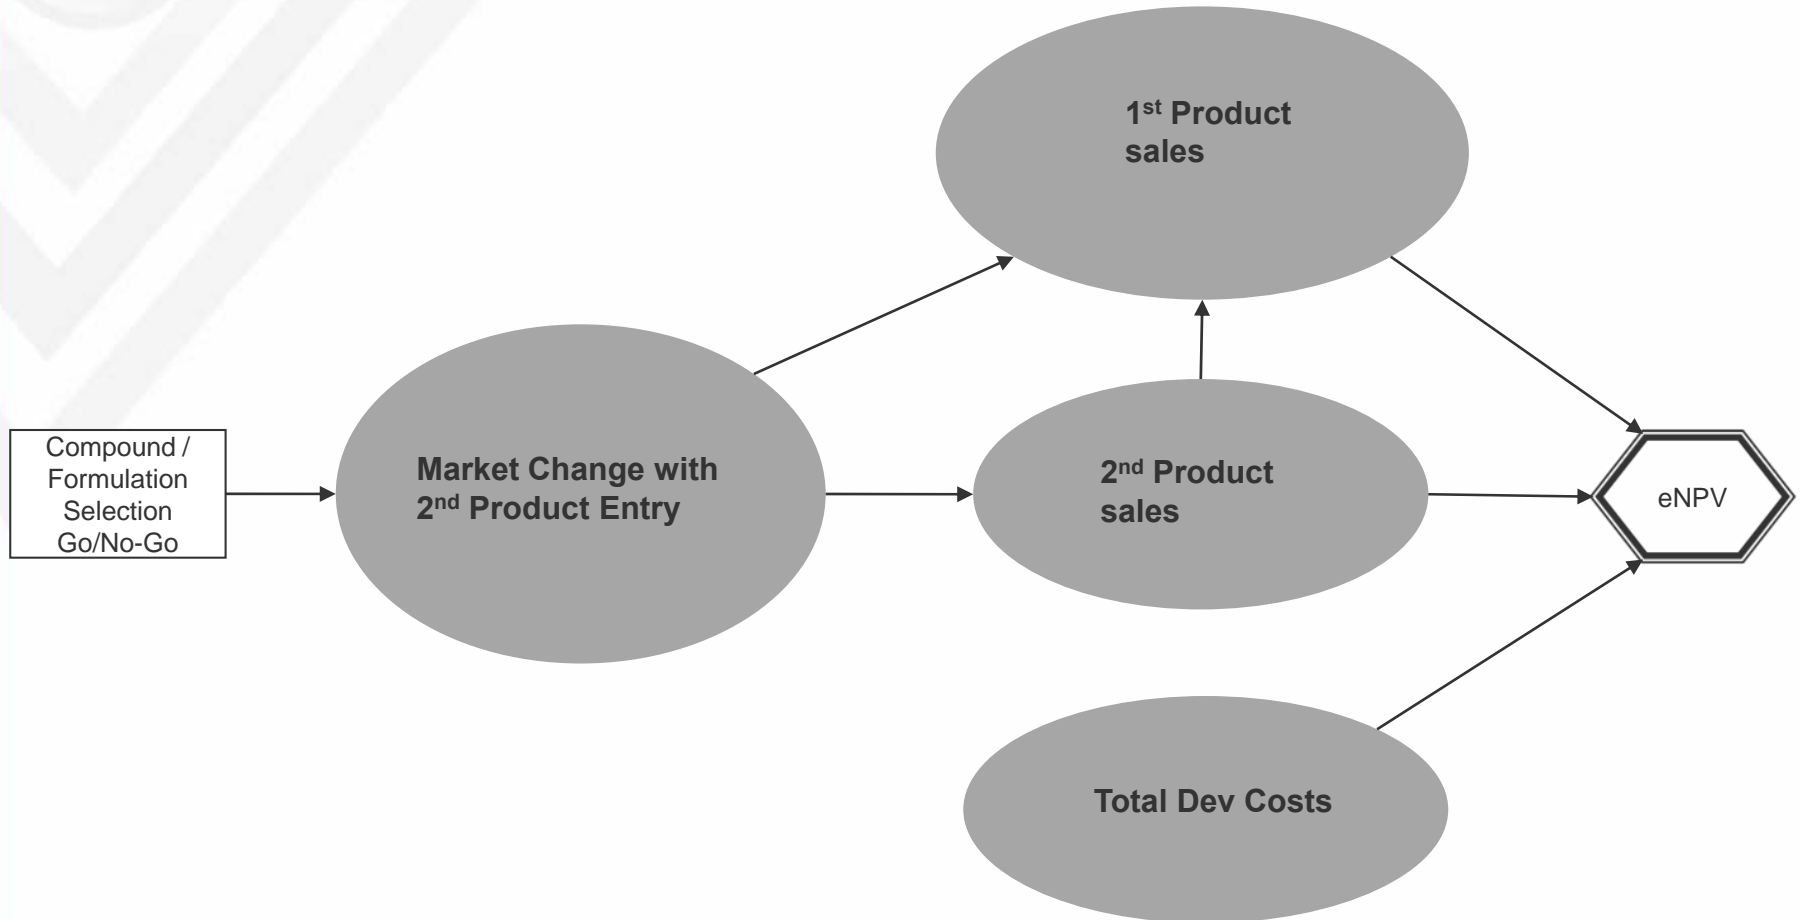 1st Product
sales
Compound /
Formulation
Selection
Go/No-Go
Market Change with
2nd Product Entry
2nd Product
sales
eNPV
Total Dev Costs